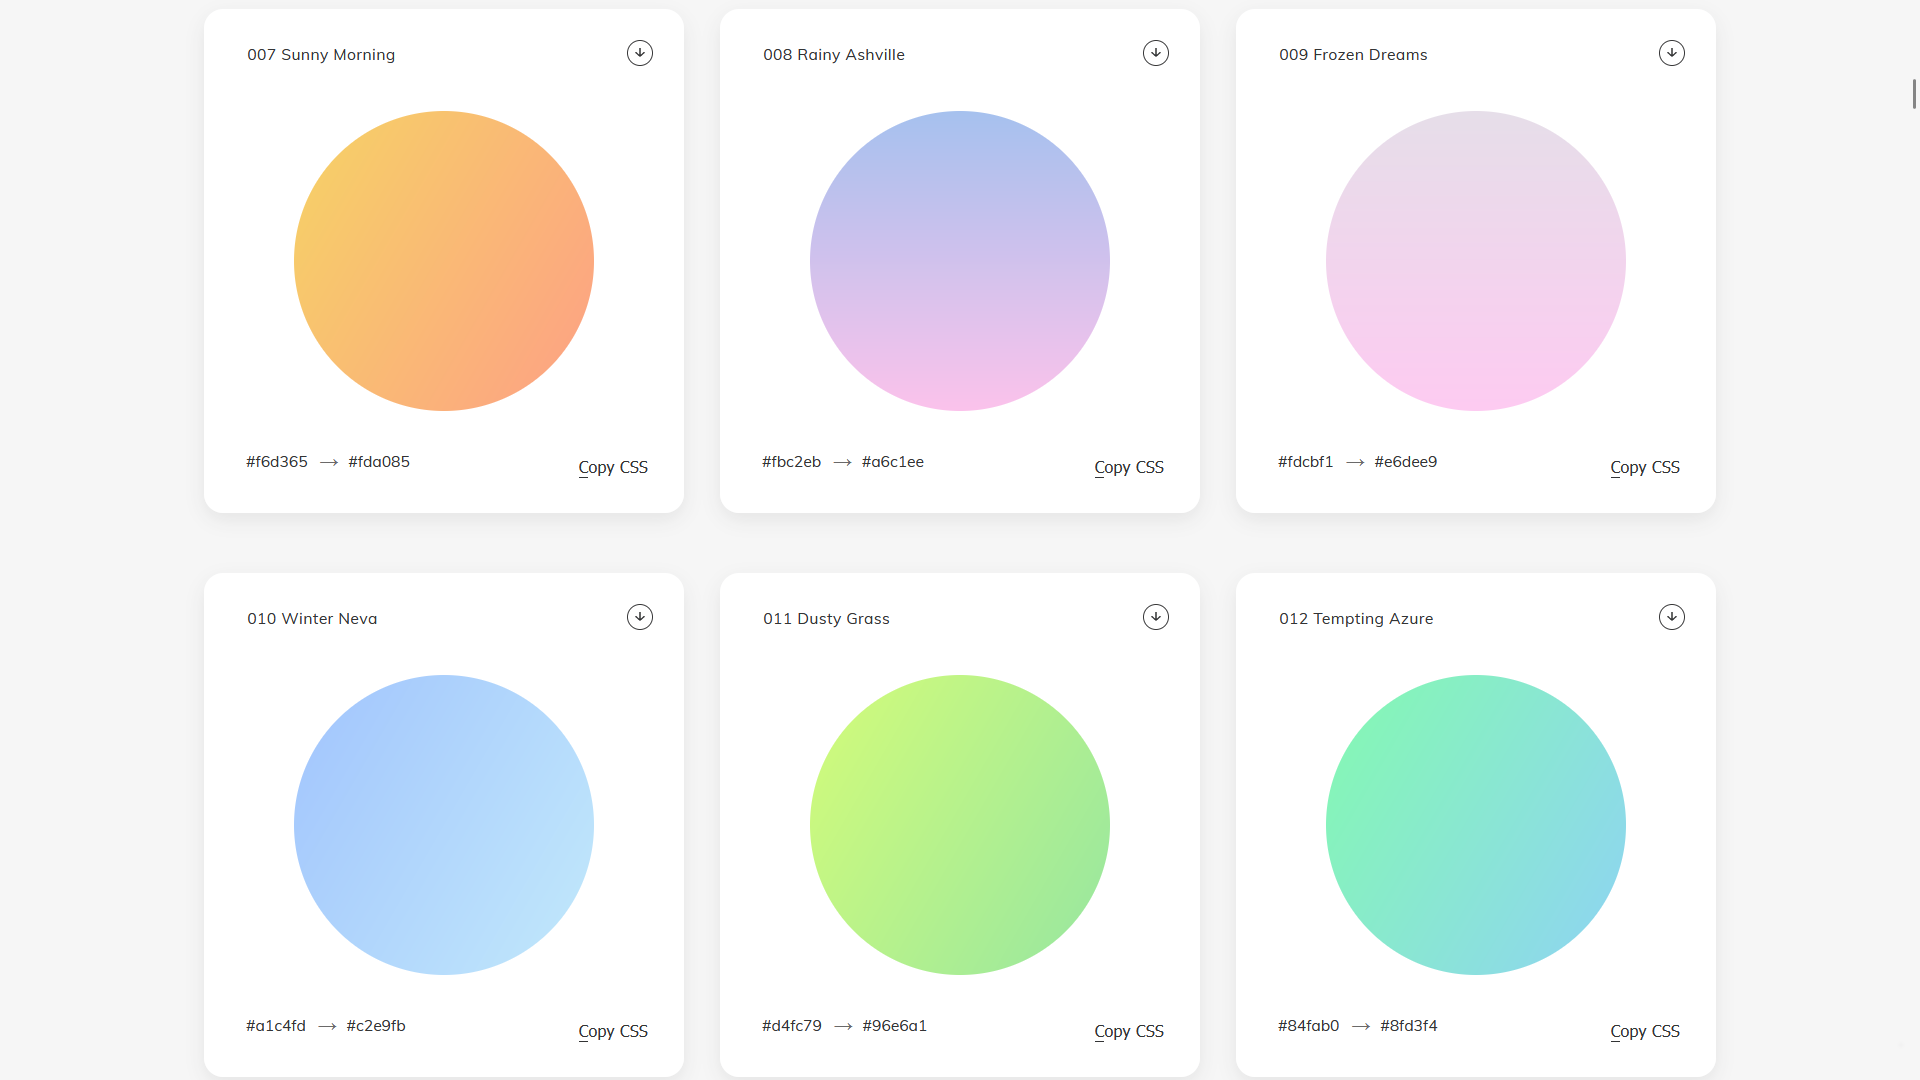 007 Sunny Morning
008 Rainy Ashville
009 Frozen Dreams
#f6d365 → #fda085
Copy CSS
#fbc2eb → #a6c1ee
Copy CSS
#fdcbf1 → #e6dee9
Copy CSS
010 Winter Neva
011 Dusty Grass
012 Tempting Azure
#a1c4fd → #c2e9fb
Copy CSS
#d4fc79 → #96e6a1
Copy CSS
#84fab0 → #8fd3f4
Copy CSS